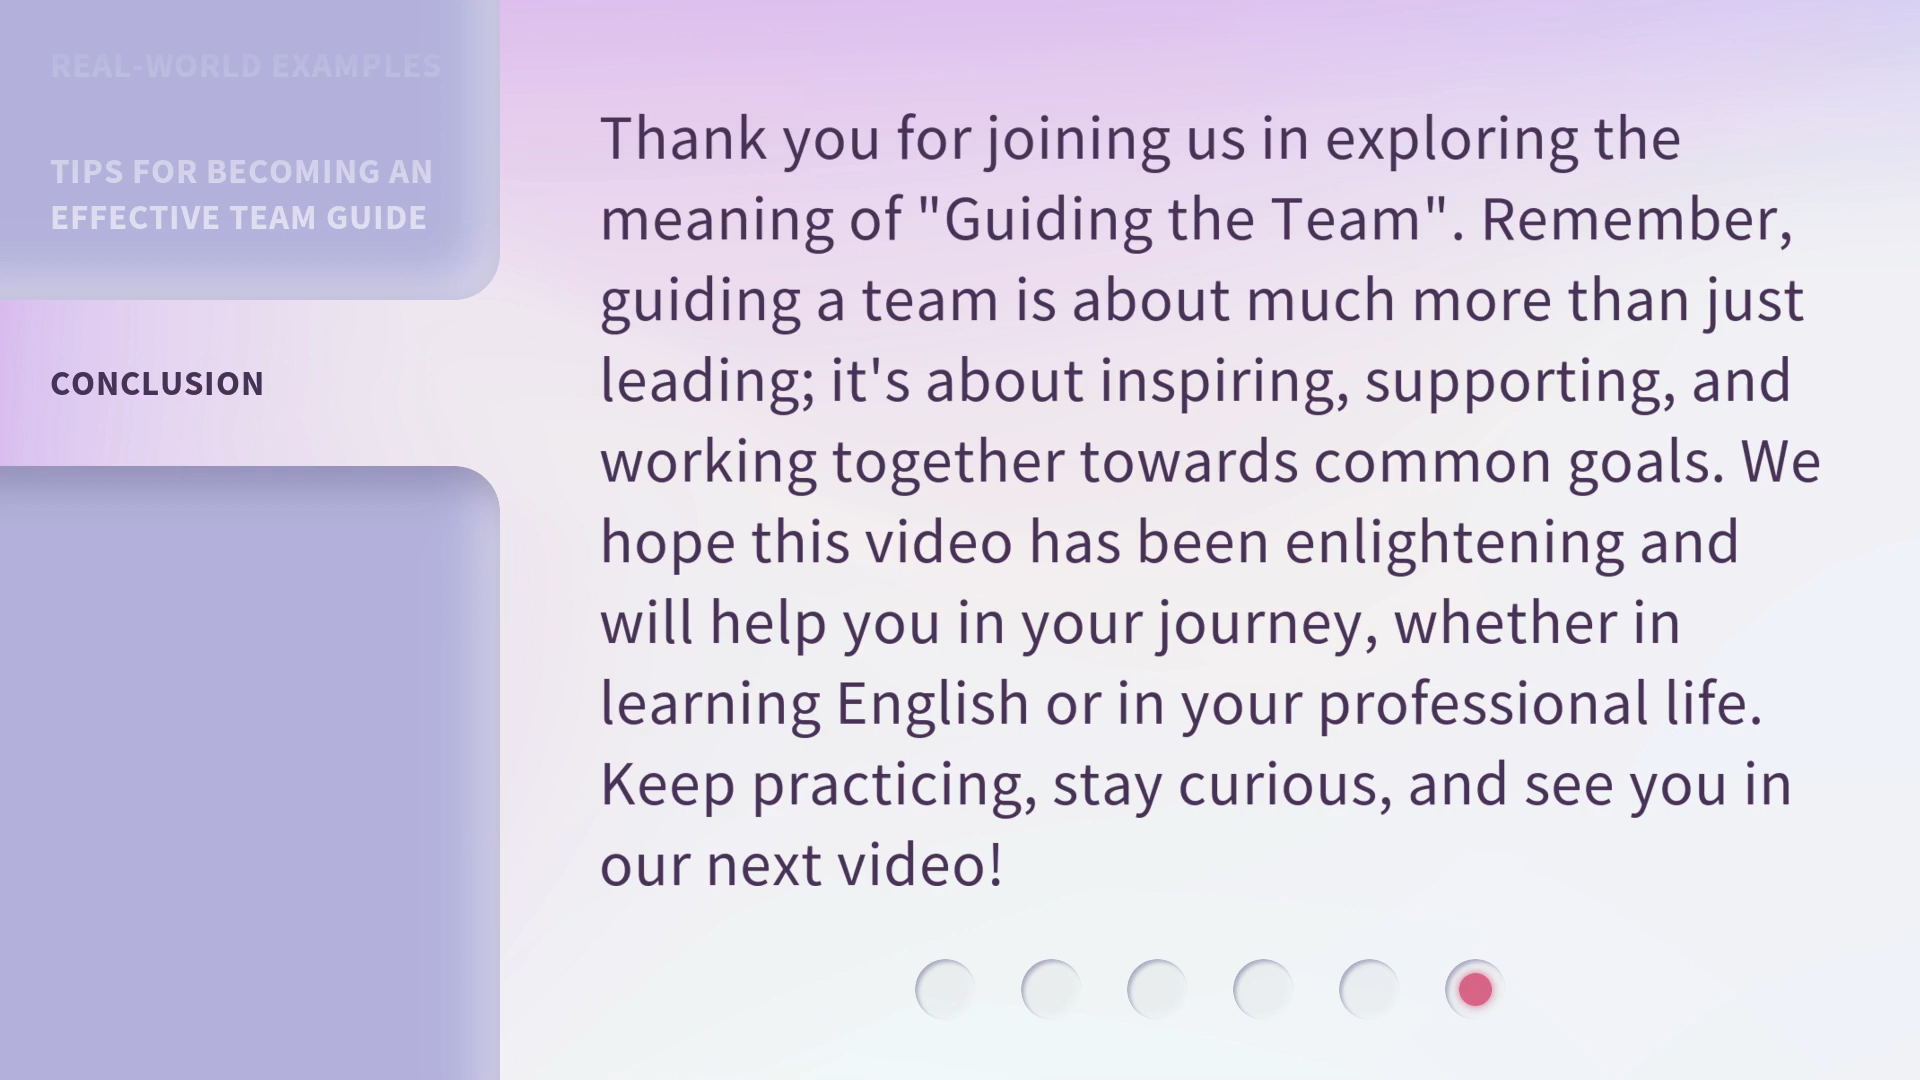 REAL-WORLD EXAMPLES
TIPS FOR BECOMING AN
EFFECTIVE TEAM GUIDE
CONCLUSION
Thank you for joining us in exploring the
meaning of "Guiding the Team". Remember,
guiding a team is about much more than just
leading; it's about inspiring, supporting, and
working together towards common goals. We
hope this video has been enlightening and
will help you in your journey, whether in
learning English or in your professional life.
Keep practicing, stay curious, and see you in
our next video!